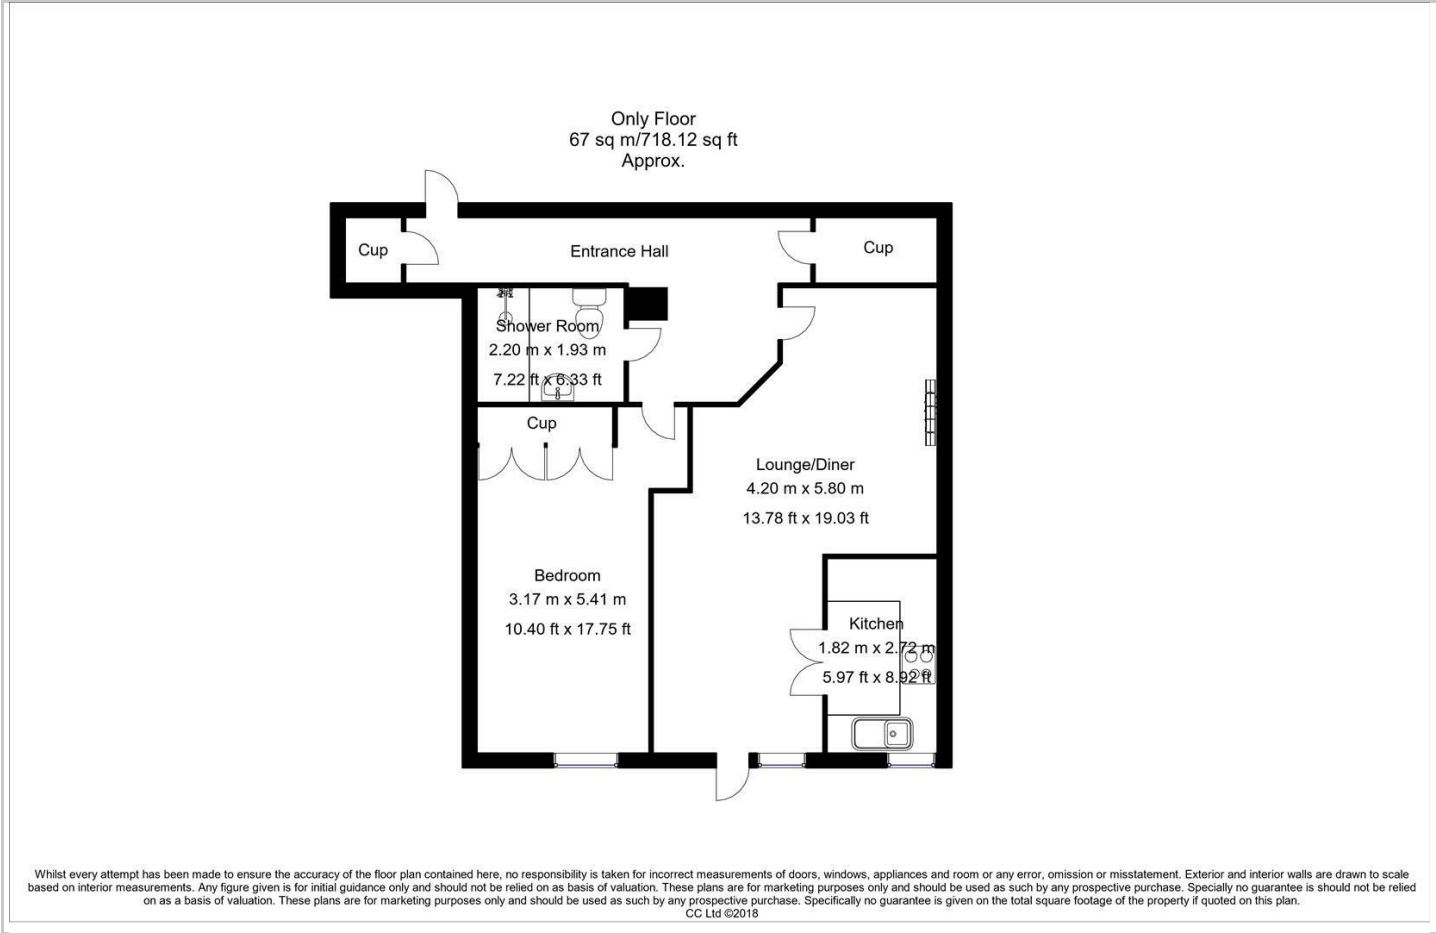 Only Floor
67 sq m/718.12 sq ft
Approx.
Cup
Entrance Hall
Cup
Shower Room
2.20 m x 1.93 m
7.22 ft x 6.33 ft
Cup
Lounge/Diner
4.20 m x 5.80 m
13.78 ft x 19.03 ft
Bedroom
3.17 m x 5.41 m
10.40 ft x 17.75 ft
Kitchen
1.82 m x 2.72 m
5.97 ft x 8.92 ft
Whilst every attempt has been made to ensure the accuracy of the floor plan contained here, no responsibility is taken for incorrect measurements of doors, windows, appliances and room or any error, omission or misstatement. Exterior and interior walls are drawn to scale
based on interior measurements. Any figure given is for initial guidance only and should not be relied on as basis of valuation. These plans are for marketing purposes only and should be used as such by any prospective purchase. Specially no guarantee is should not be relied
on as a basis of valuation. These plans are for marketing purposes only and should be used as such by any prospective purchase. Specifically no guarantee is given on the total square footage of the property if quoted on this plan.
CC Ltd ©2018